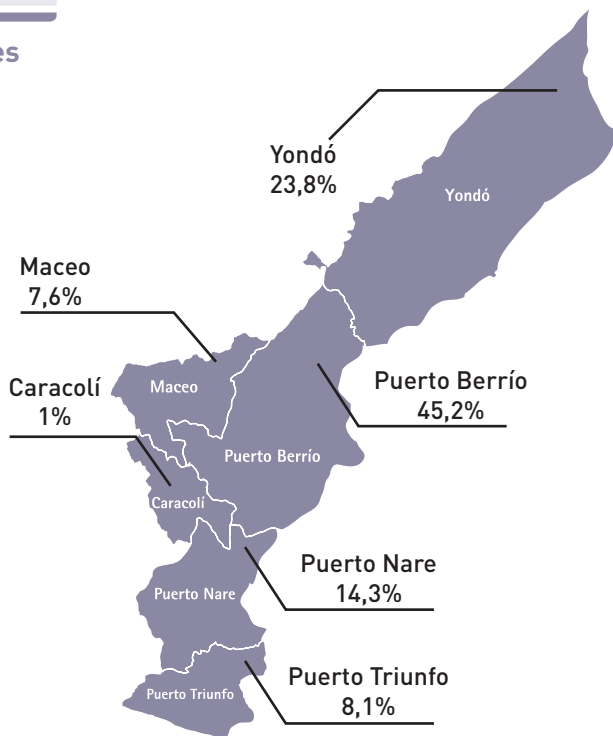 es
Yondó
23,8%
Yondó
Maceo
7,6%
Maceo
Caracolí
1%
Puerto Berrío
45,2%
Puerto Berrío
Caracolí
Puerto Nare
14,3%
Puerto Nare
Puerto Triunfo
8,1%
Puerto Triunfo